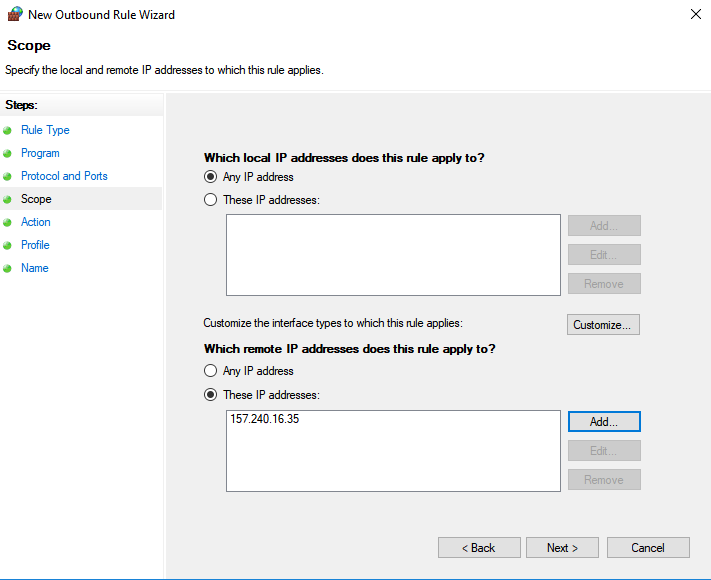 New Outbound Rule Wizard
Scope
Specify the local and remote IP addresses to which this rule applies.
Steps:
Rule Type
Program
Protocol and Ports
Scope
Action
Profile
Name
Which local IP addresses does this rule apply to?
Any IP address
These IP addresses:
Add...
Edit...
Remove
Customize the interface types to which this rule applies:
Customize...
Which remote IP addresses does this rule apply to?
Any IP address
These IP addresses:
157.240.16.35
Add...
Edit...
Remove
< Back
Next >
Cancel